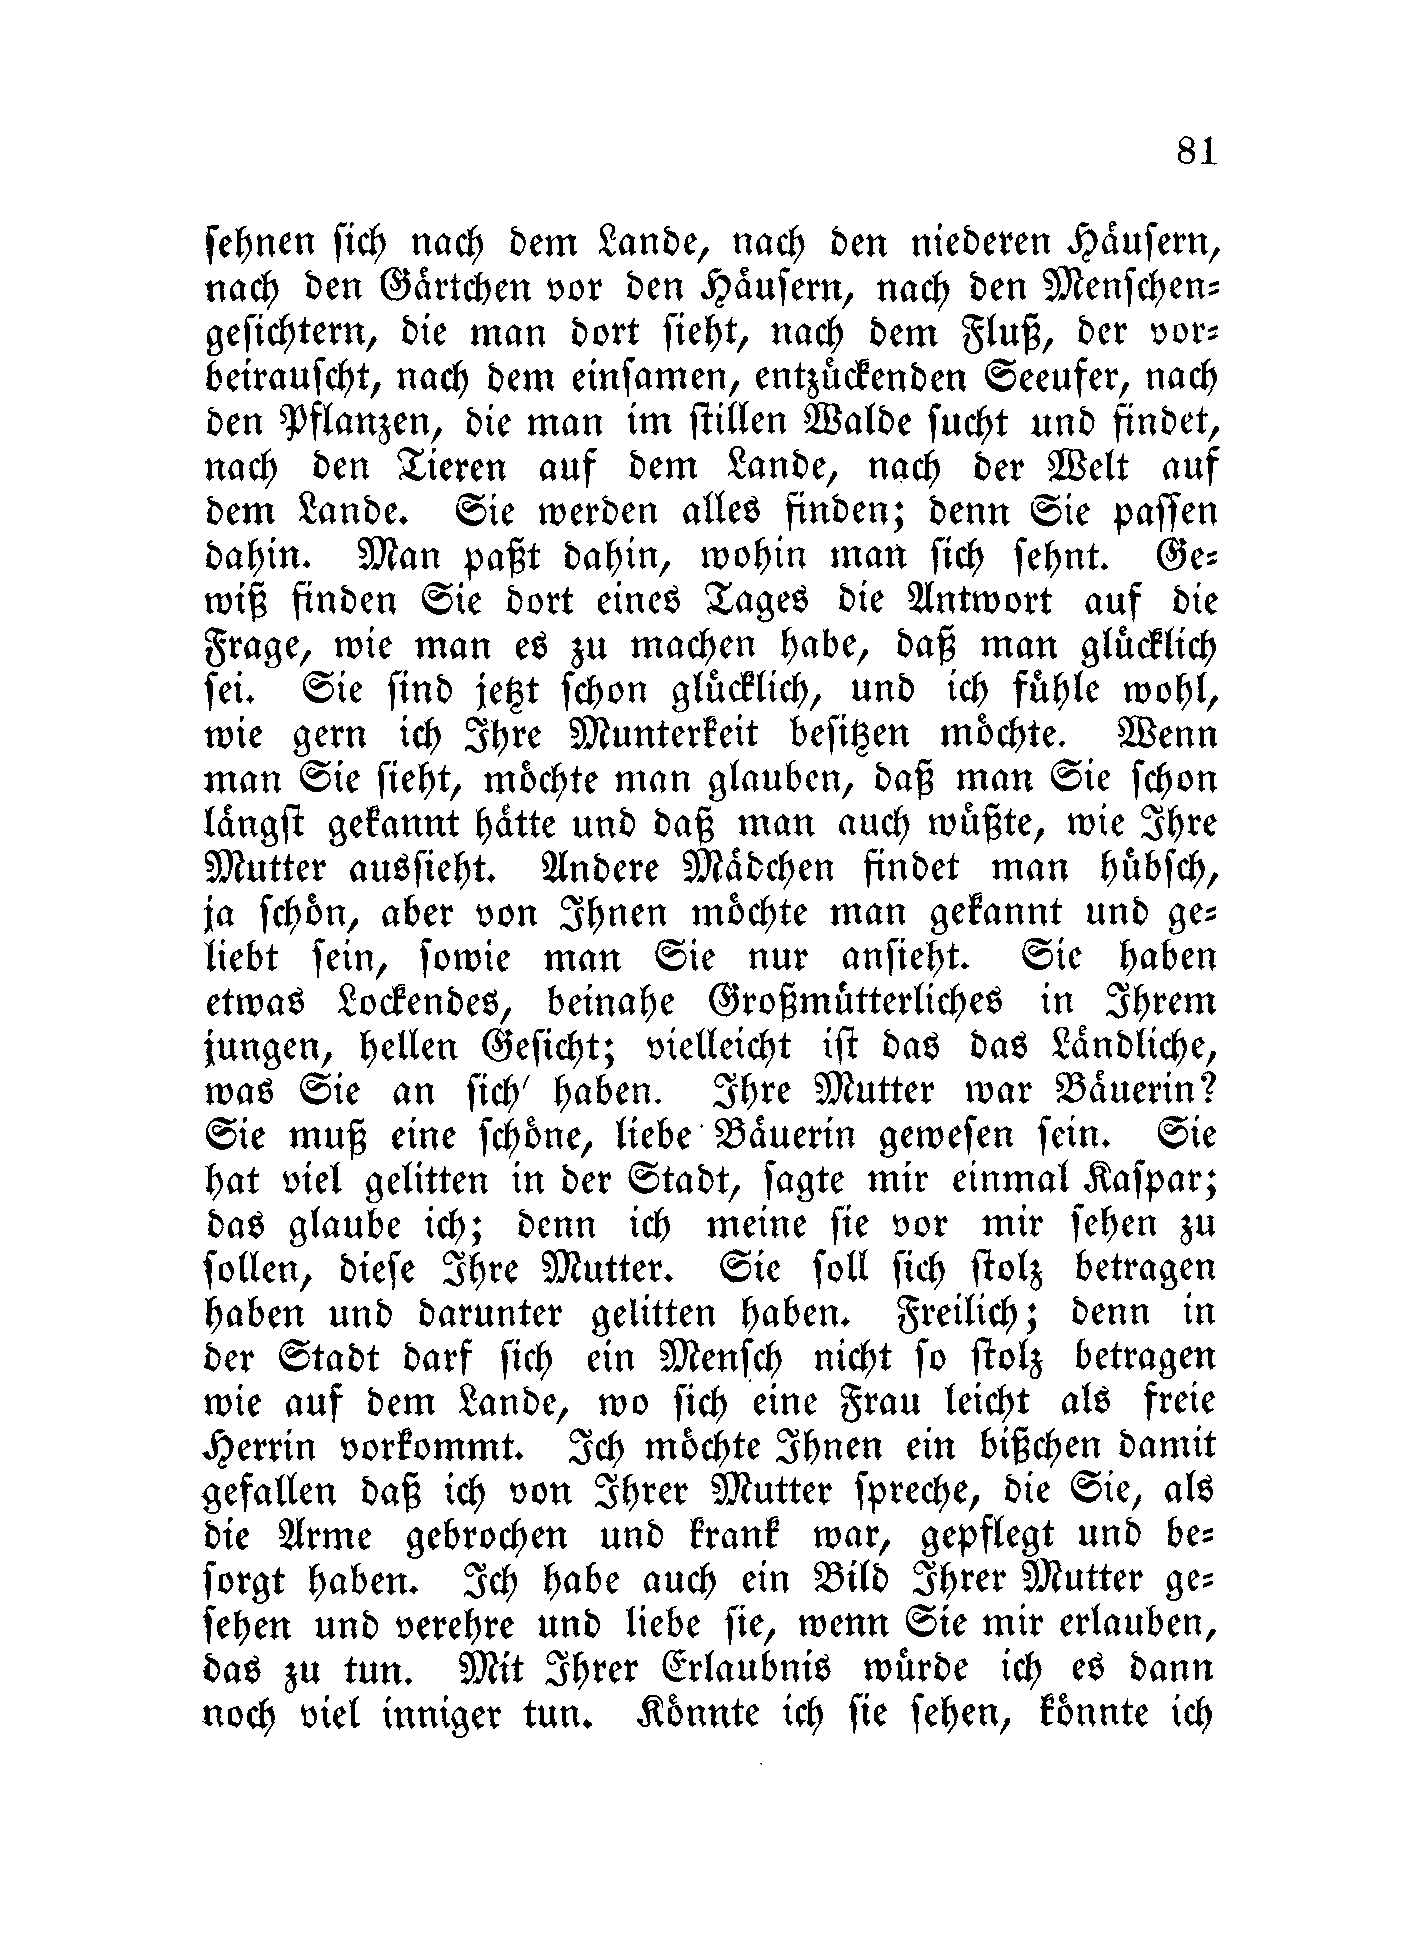 81
sehnen sich nach dem Lande, nach den niederen Häusern,
nach den Gärtchen vor den Häusern, nach den Menschen-
gesichtern, die man dort sieht, nach dem Fluß, der vor-
beirauscht, nach dem einsamen, entzückenden Seeufer, nach
den Pflanzen, die man im stillen Walde sucht und findet,
nach den Tieren auf dem Lande, nach der Welt auf
dem Lande. Sie werden alles finden; denn Sie passen
dahin. Man paßt dahin, wohin man sich sehnt. Ge-
wiß finden Sie dort eines Tages die Antwort auf die
Frage, wie man es zu machen habe, daß man glücklich
sei. Sie sind jetzt schon glücklich, und ich fühle wohl,
wie gern ich Ihre Munterkeit besitzen möchte. Wenn
man Sie sieht, möchte man glauben, daß man Sie schon
längst gekannt hätte und daß man auch wüßte, wie Ihre
Mutter aussieht. Andere Mädchen findet man hübsch,
ja schön, aber von Ihnen möchte man gekannt und ge-
liebt sein, sowie man Sie nur ansieht. Sie haben
etwas Lockendes, beinahe Großmütterliches in Ihrem
jungen, hellen Gesicht; vielleicht ist das das Ländliche,
was Sie an sich haben. Ihre Mutter war Bäuerin?
Sie muß eine schöne, liebe Bäuerin gewesen sein. Sie
hat viel gelitten in der Stadt, sagte mir einmal Kaspar;
das glaube ich; denn ich meine sie vor mir sehen zu
sollen, diese Ihre Mutter. Sie soll sich stolz betragen
haben und darunter gelitten haben. Freilich; denn in
der Stadt darf sich ein Mensch nicht so stolz betragen
wie auf dem Lande, wo sich eine Frau leicht als freie
Herrin vorkommt. Ich möchte Ihnen ein bißchen damit
gefallen daß ich von Ihrer Mutter spreche, die Sie, als
die Arme gebrochen und krank war, gepflegt und be-
sorgt haben. Ich habe auch ein Bild Ihrer Mutter ge-
sehen und verehre und liebe sie, wenn Sie mir erlauben,
das zu tun. Mit Ihrer Erlaubnis würde ich es dann
noch viel inniger tun. Könnte ich sie sehen, könnte ich